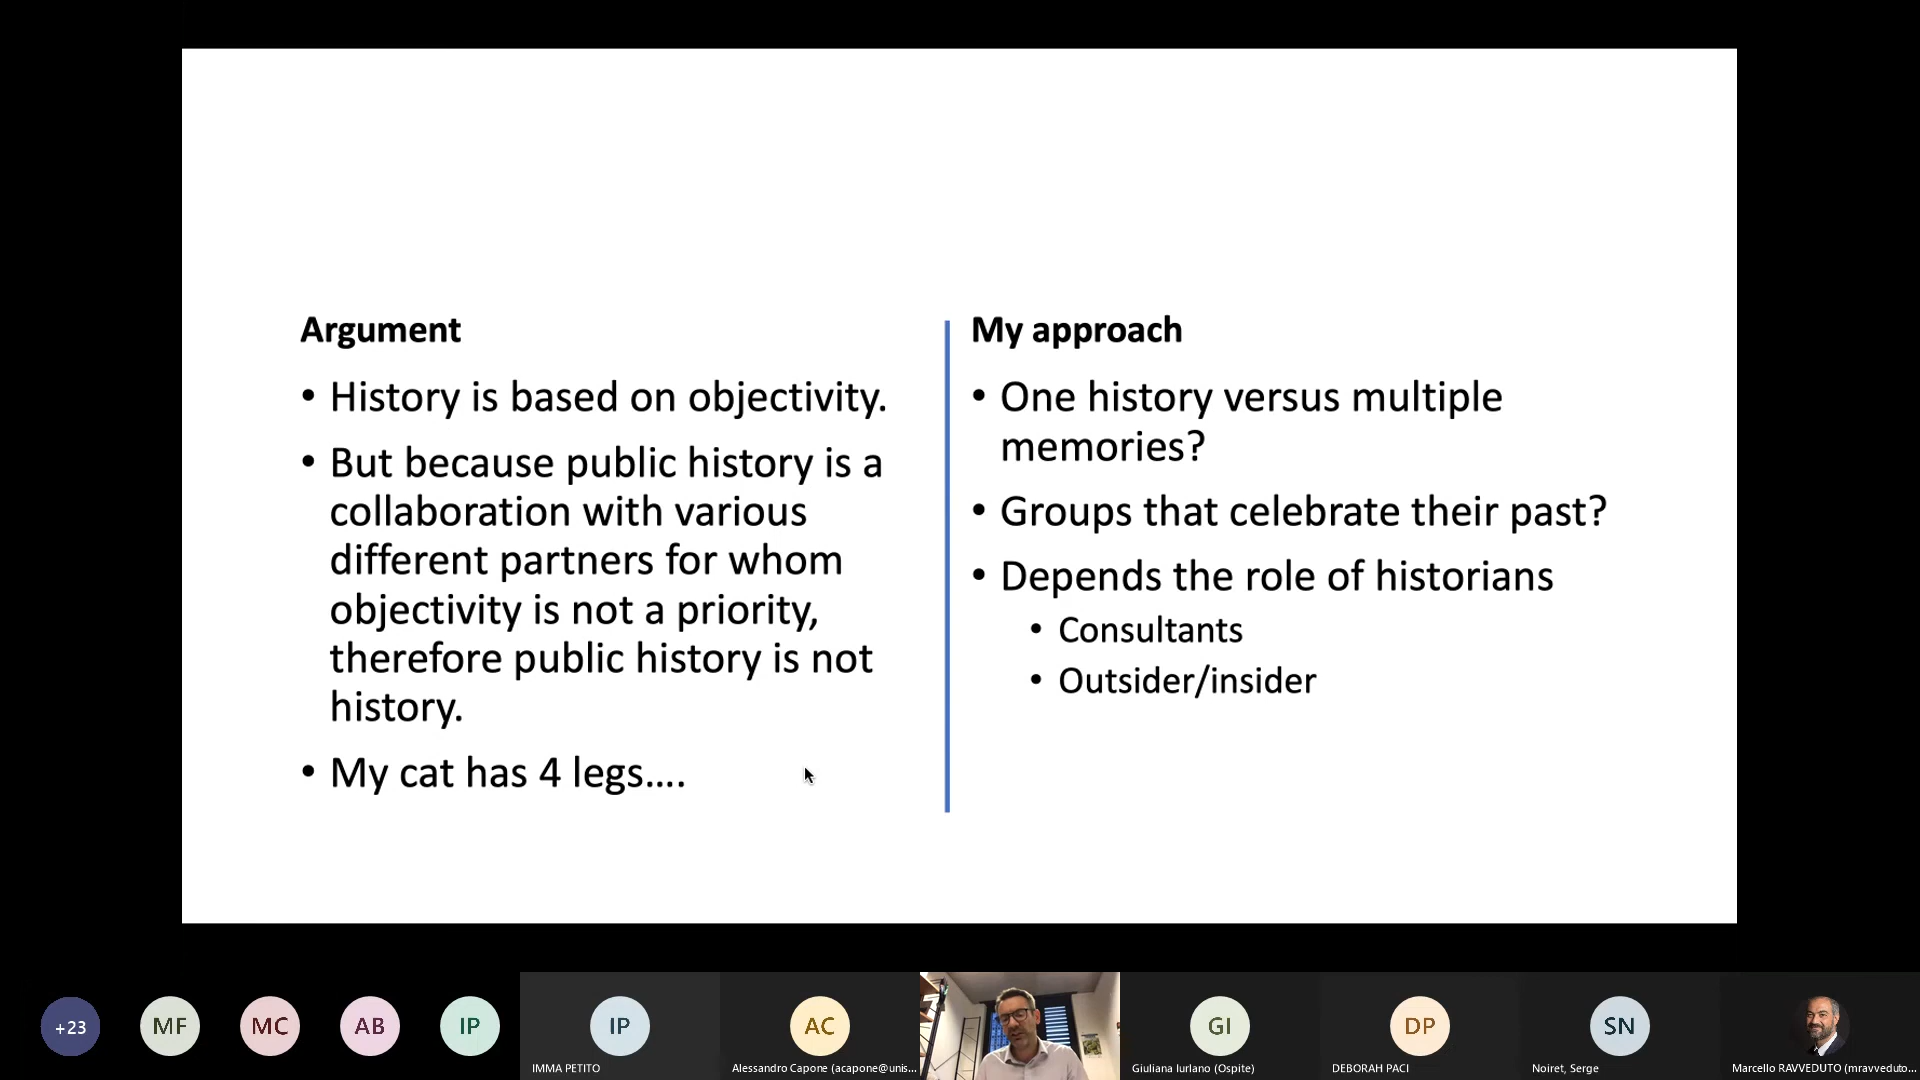 Argument
• History is based on objectivity.
• But because public history is a
collaboration with various
different partners for whom
objectivity is not a priority,
therefore public history is not
history.
• My cat has 4 legs....
My approach
• One history versus multiple
memories?
• Groups that celebrate their past?
• Depends the role of historians
• Consultants
• Outsider/insider
+23
MF
MC
AB
IP
IP
IMMA PETITO
AC
Alessandro Capone (acapone@unis...
GI
Giuliana Iurlano (Ospite)
DP
DEBORAH PACI
SN
Noiret, Serge
Marcello RAVVEDUTO (mravveduto...